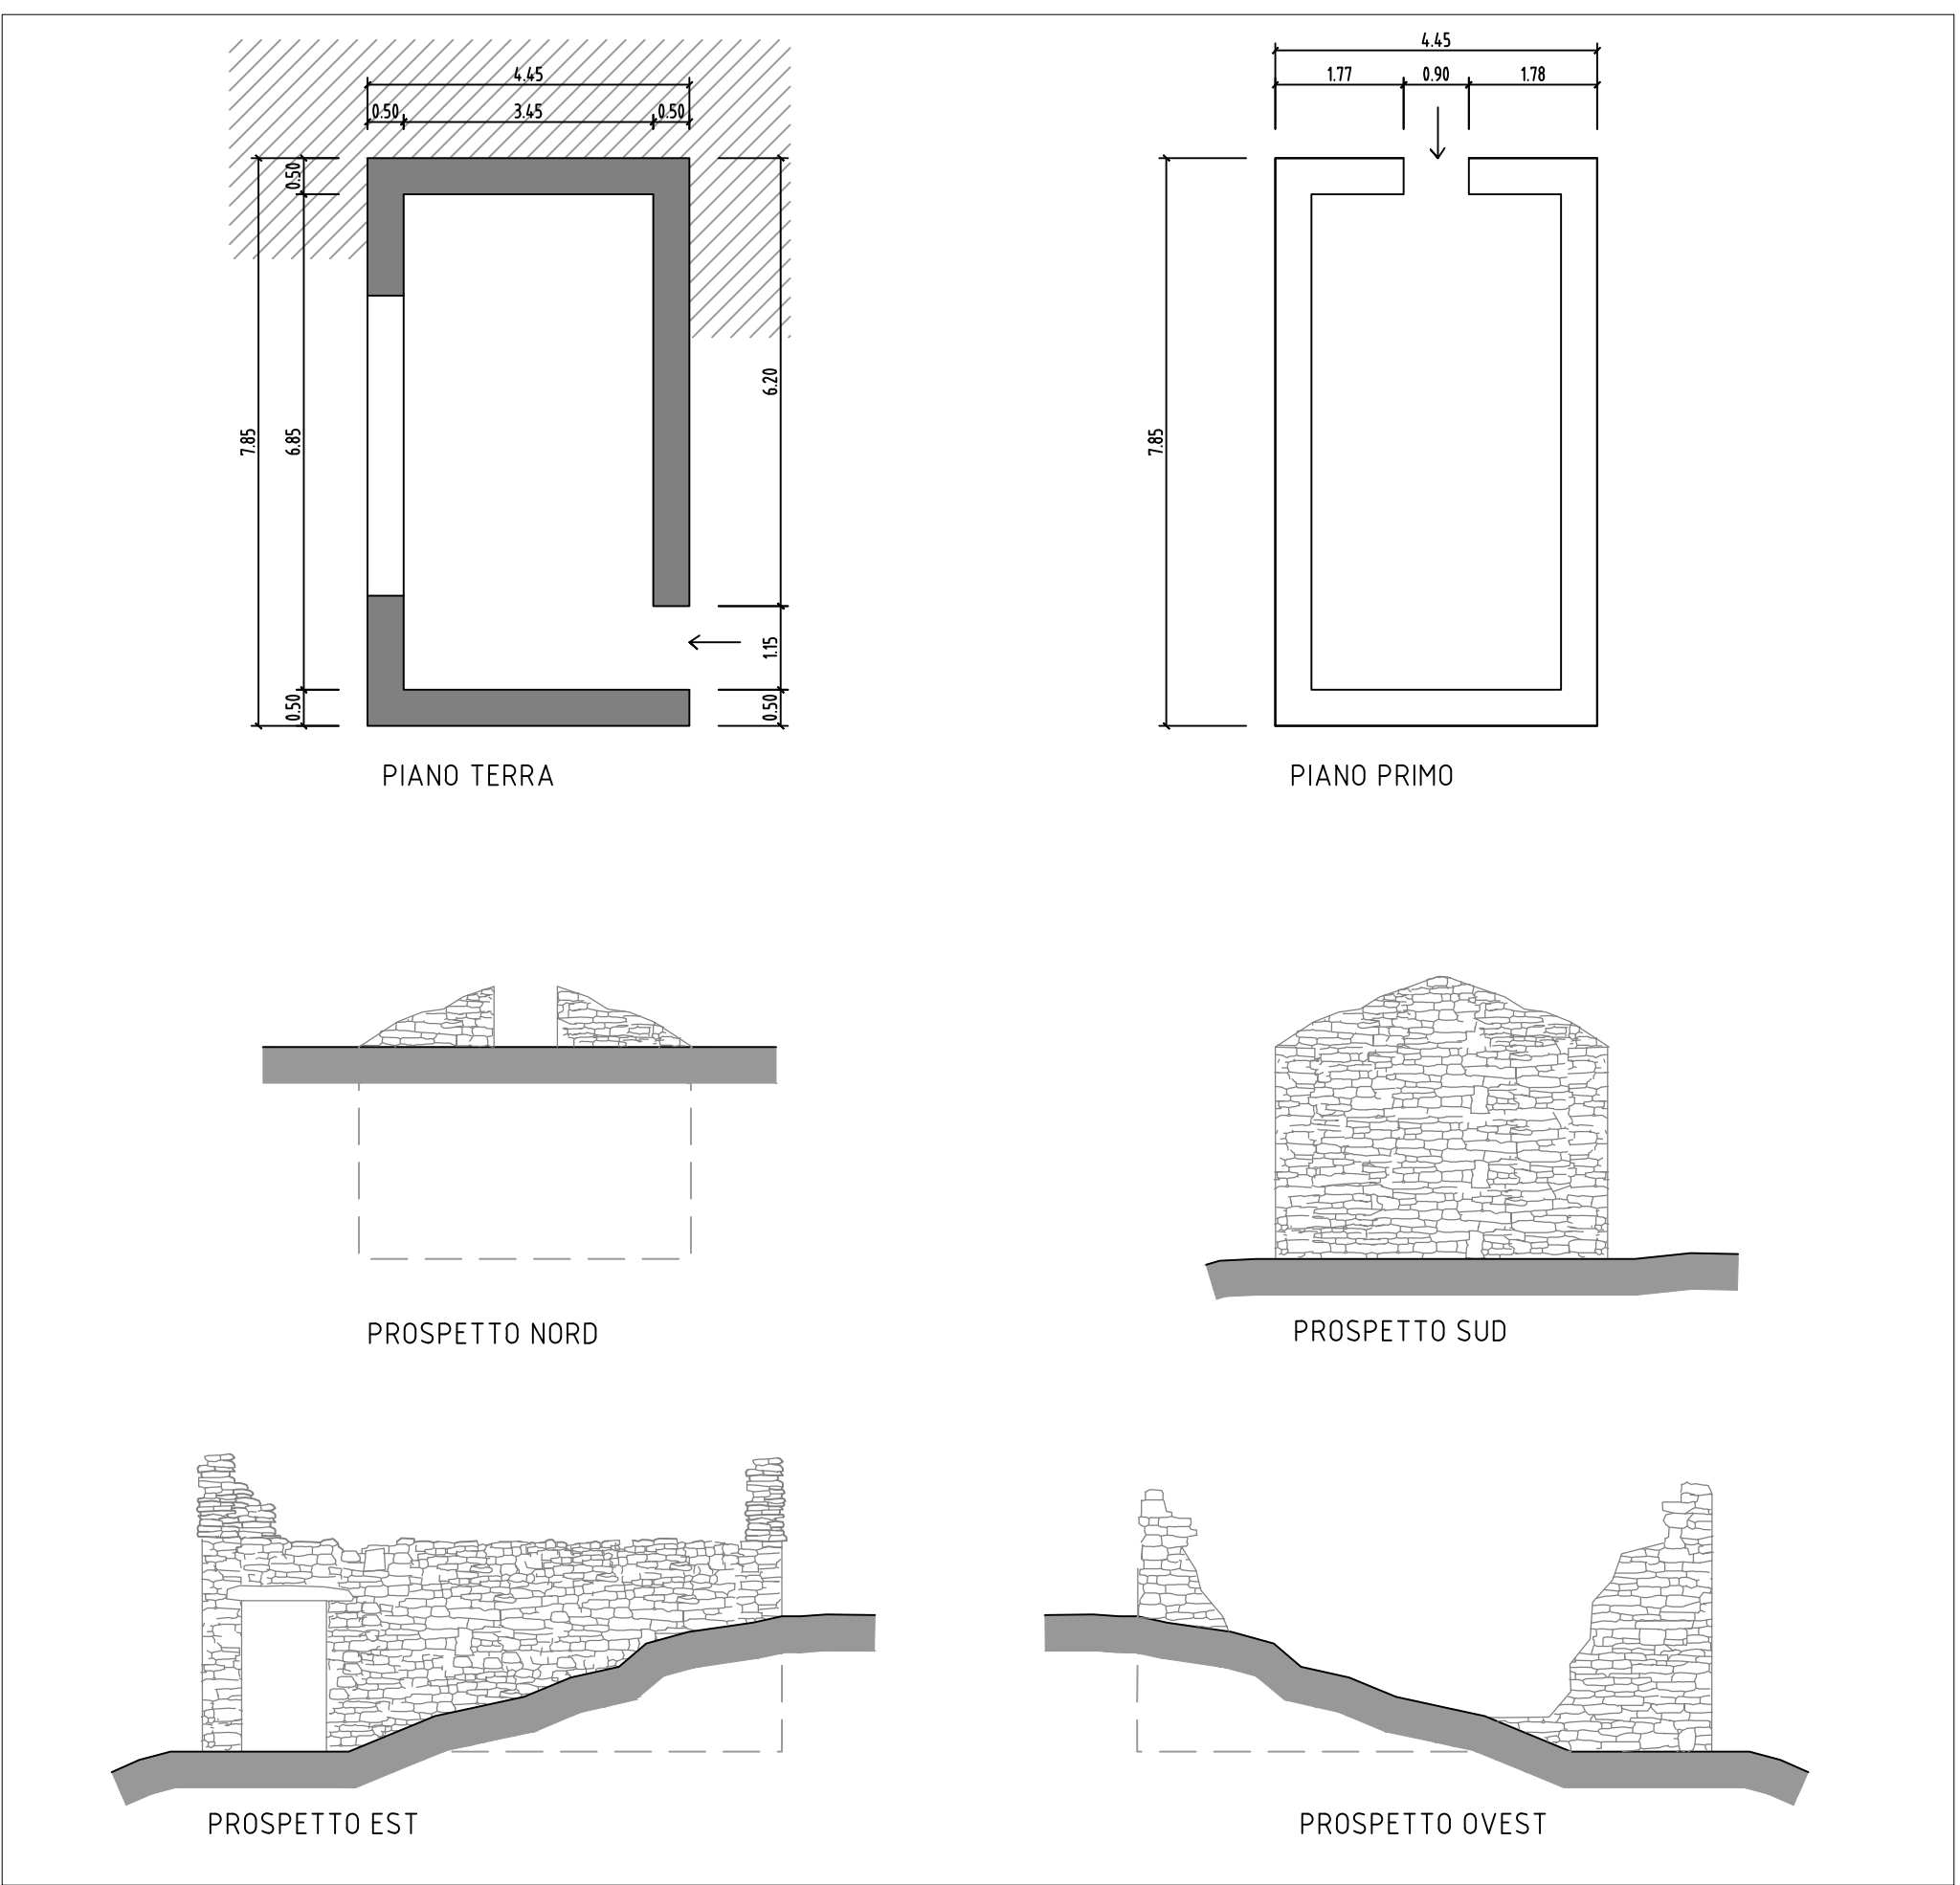 4.45
0.50 3.45 0.50
0.50
6.85
7.85
0.50
6.20
1.15
0.50
PIANO TERRA
4.45
1.77 0.90 1.78
7.85
PIANO PRIMO
PROSPETTO NORD
PROSPETTO SUD
PROSPETTO EST
PROSPETTO OVEST